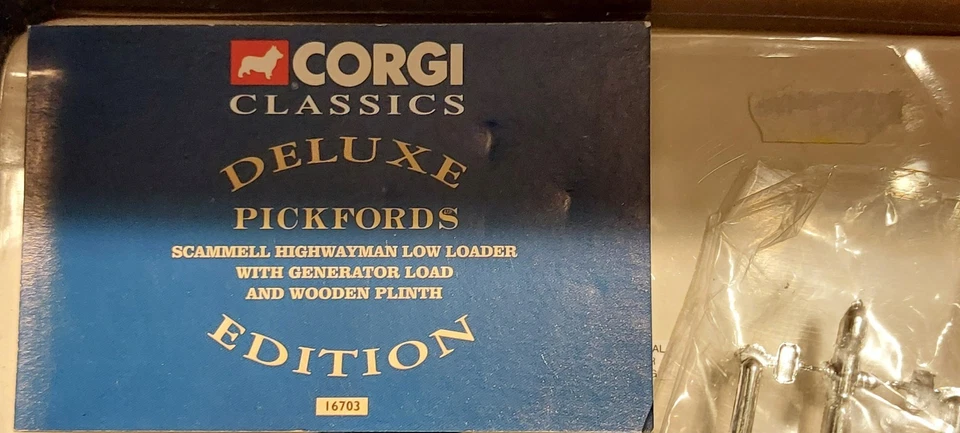 CORGI
CLASSICS
DELUXE
PICKFORDS
SCAMMELL HIGHWAYMAN LOW LOADER
WITH GENERATOR LOAD
AND WOODEN PLINTH
EDITION
16703